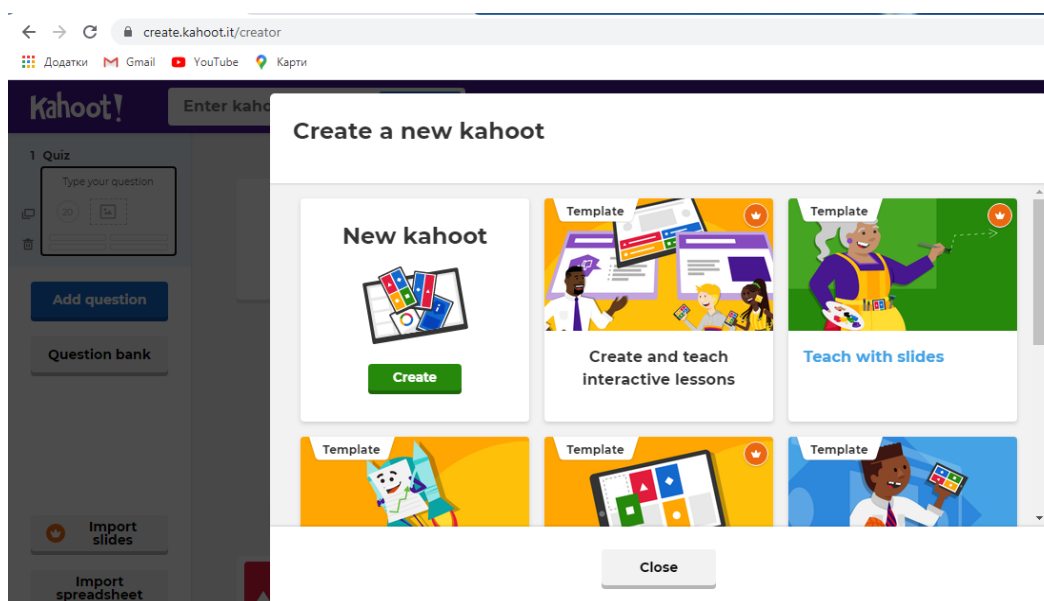 create.kahoot.it/creator
Додатки Gmail YouTube Карти
Kahoot!
Enter kaho
1 Quiz
Type your question
30
Add question
Question bank
Import
slides
Import
spreadsheet
Create a new kahoot
New kahoot
Create
Template
Create and teach
interactive lessons
Template
Teach with slides
Template
Template
Template
Close